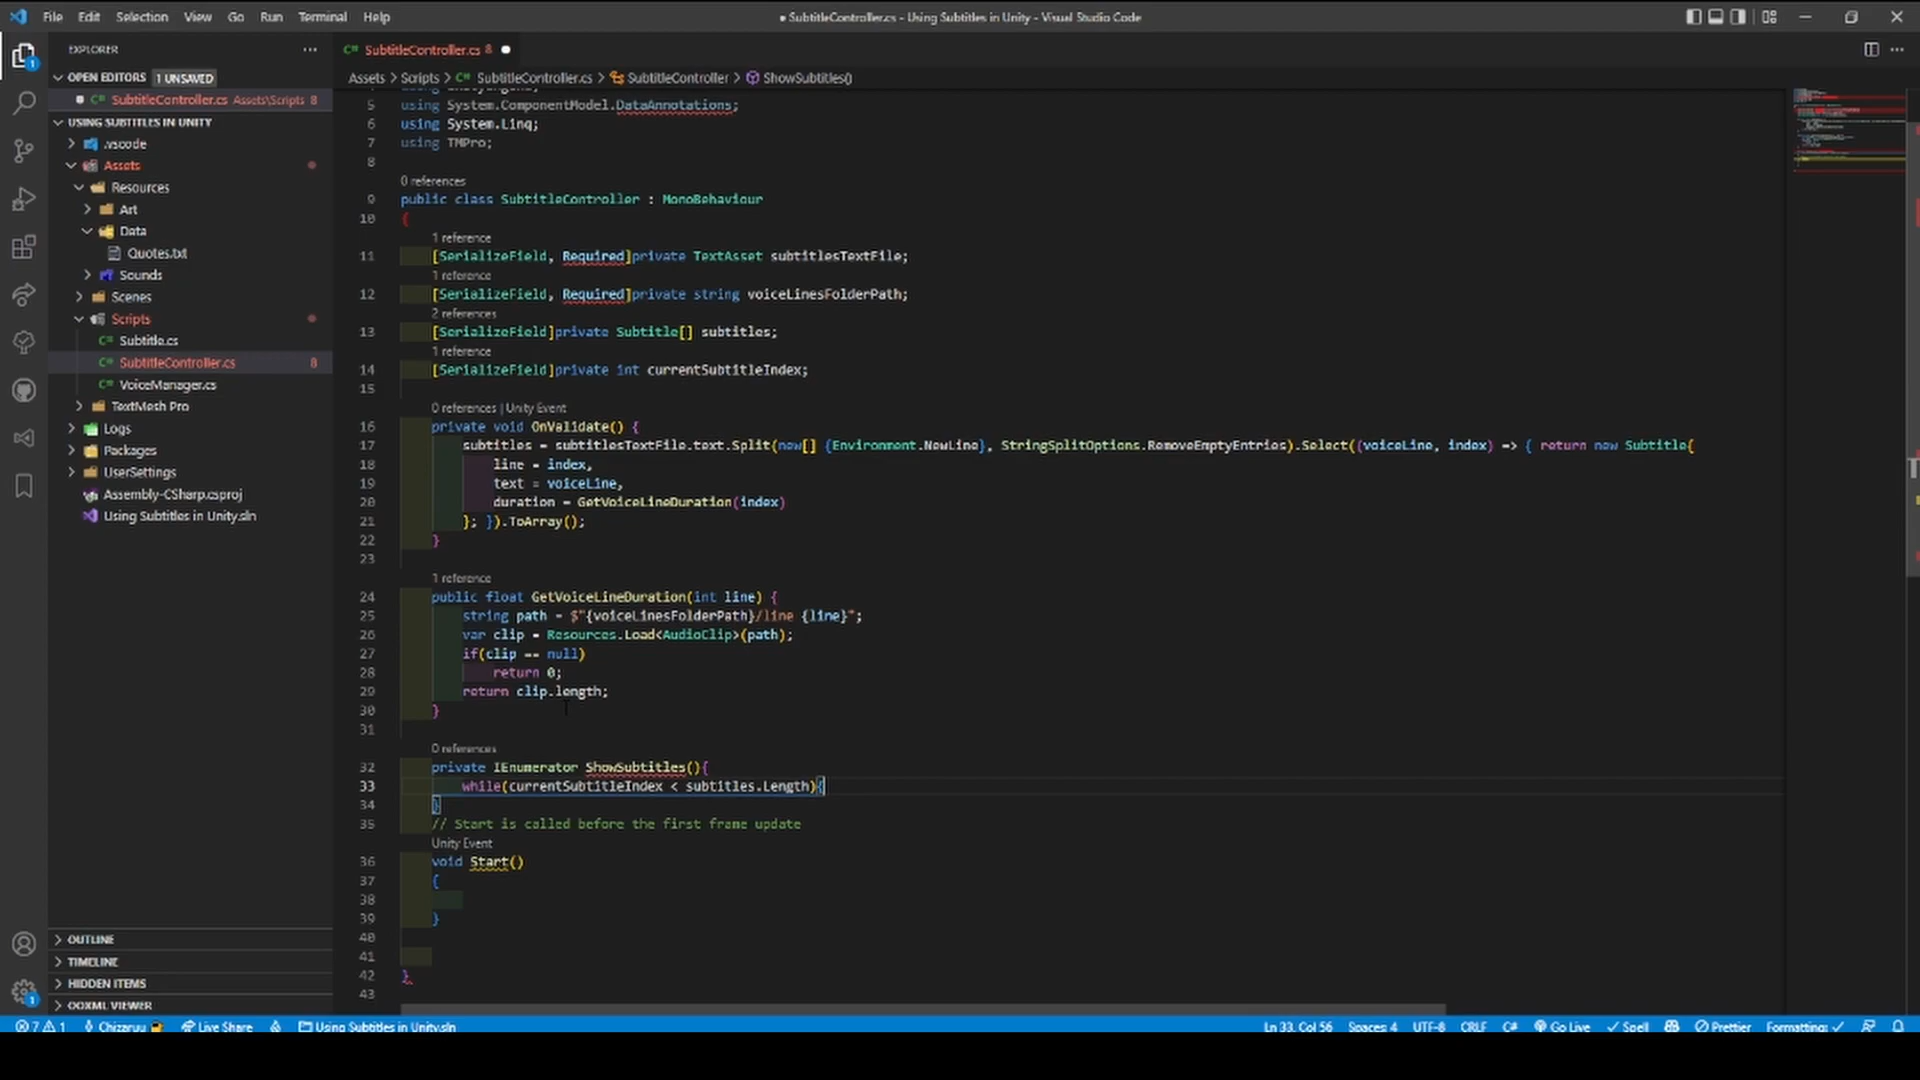 File Edit Selection View Go Run Terminal Help
● SubtitleController.cs - Using Subtitles in Unity - Visual Studio Code
EXPLORER
OPEN EDITORS 1 UNSAVED
SubtitleController.cs Assets\Scripts 8
USING SUBTITLES IN UNITY
.vscode
Assets
Resources
Art
Data
Quotes.txt
Sounds
Scenes
Scripts
Subtitle.cs
SubtitleController.cs 8
VoiceManager.cs
TextMesh Pro
Logs
Packages
UserSettings
Assembly-CSharp.csproj
Using Subtitles in Unity.sln
OUTLINE
TIMELINE
HIDDEN ITEMS
OOXML VIEWER
SubtitleController.cs 8
Assets > Scripts > SubtitleController.cs > SubtitleController > ShowSubtitles()
5 using System.ComponentModel.DataAnnotations;
6 using System.Linq;
7 using TMPro;
8
0 references
9 public class SubtitleController : MonoBehaviour
10 {
1 reference
11 [SerializeField, Required]private TextAsset subtitlesTextFile;
1 reference
12 [SerializeField, Required]private string voiceLinesFolderPath;
2 references
13 [SerializeField]private Subtitle[] subtitles;
1 reference
14 [SerializeField]private int currentSubtitleIndex;
15
0 references | Unity Event
16 private void OnValidate() {
17 subtitles = subtitlesTextFile.text.Split(new[] {Environment.NewLine}, StringSplitOptions.RemoveEmptyEntries).Select((voiceLine, index) => { return new Subtitle{
18 line = index,
19 text = voiceLine,
20 duration = GetVoiceLineDuration(index)
21 }; }).ToArray();
22 }
23
1 reference
24 public float GetVoiceLineDuration(int line) {
25 string path = $"{voiceLinesFolderPath}/line {line}";
26 var clip = Resources.Load<AudioClip>(path);
27 if(clip == null)
28 return 0;
29 return clip.length;
30 }
31
0 references
32 private IEnumerator ShowSubtitles(){
33 while(currentSubtitleIndex < subtitles.Length){
34 }
35 // Start is called before the first frame update
Unity Event
36 void Start()
37 {
38
39 }
40
41
42 }
43
7 1 Chizaruu Live Share Using Subtitles in Unity.sln
Ln 33, Col 56 Spaces: 4 UTF-8 CRLF C# Go Live Spell Prettier Formatting: ✓